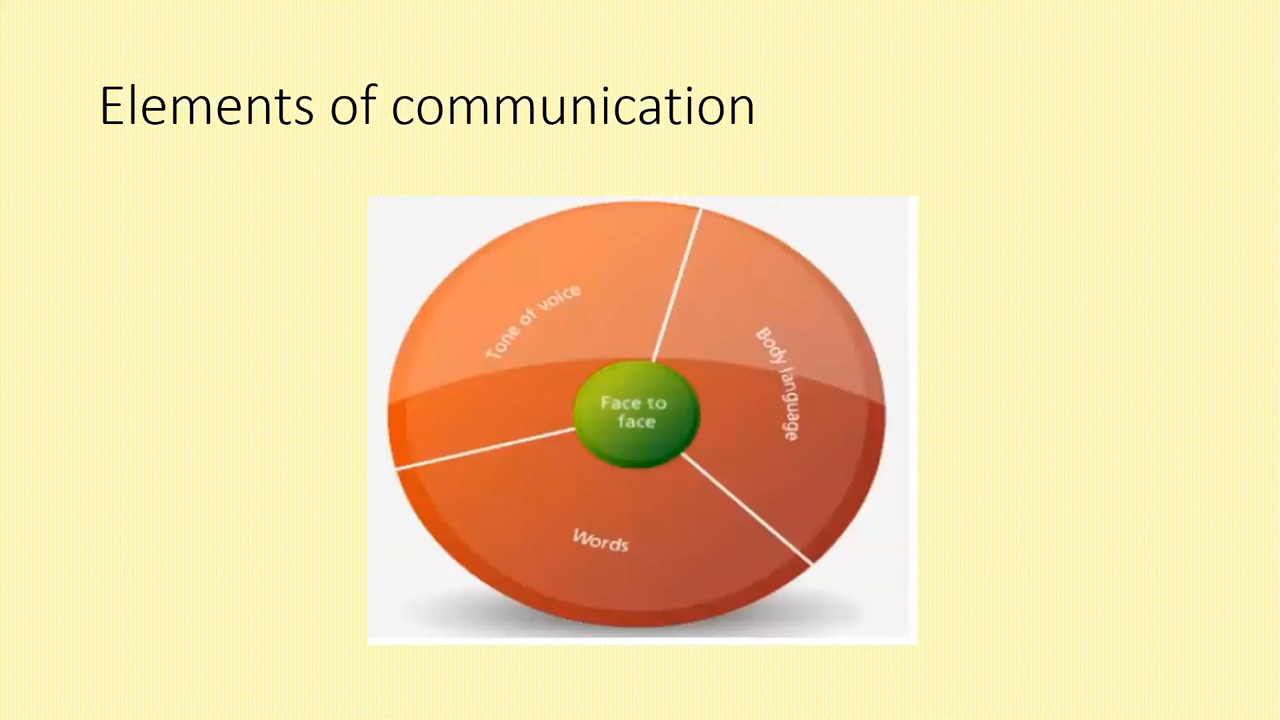 Elements of communication
Tone of voice
Body language
Face to
face
Words